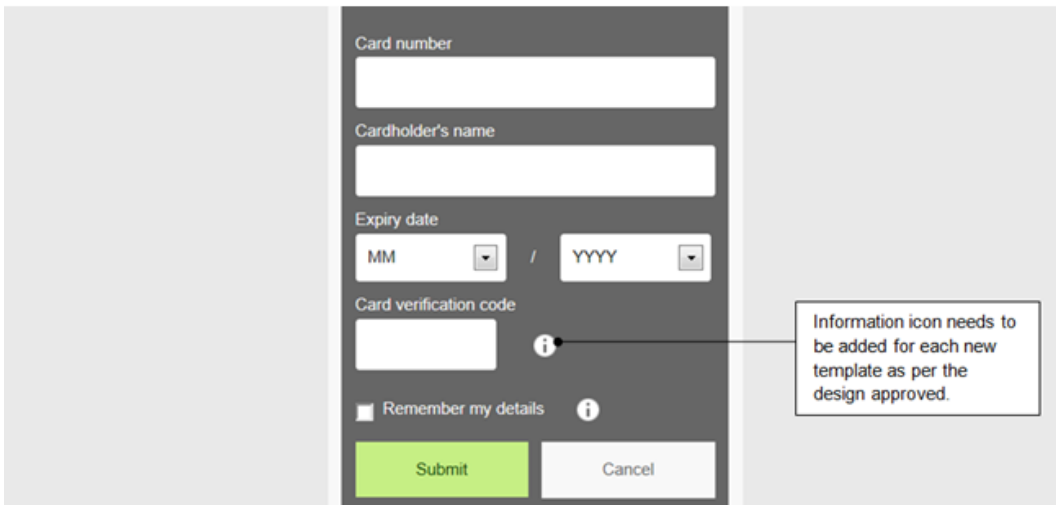 Card number
Cardholder's name
Expiry date
MM / YYYY
Card verification code
Information icon needs to
be added for each new
template as per the
design approved.
Remember my details
Submit Cancel